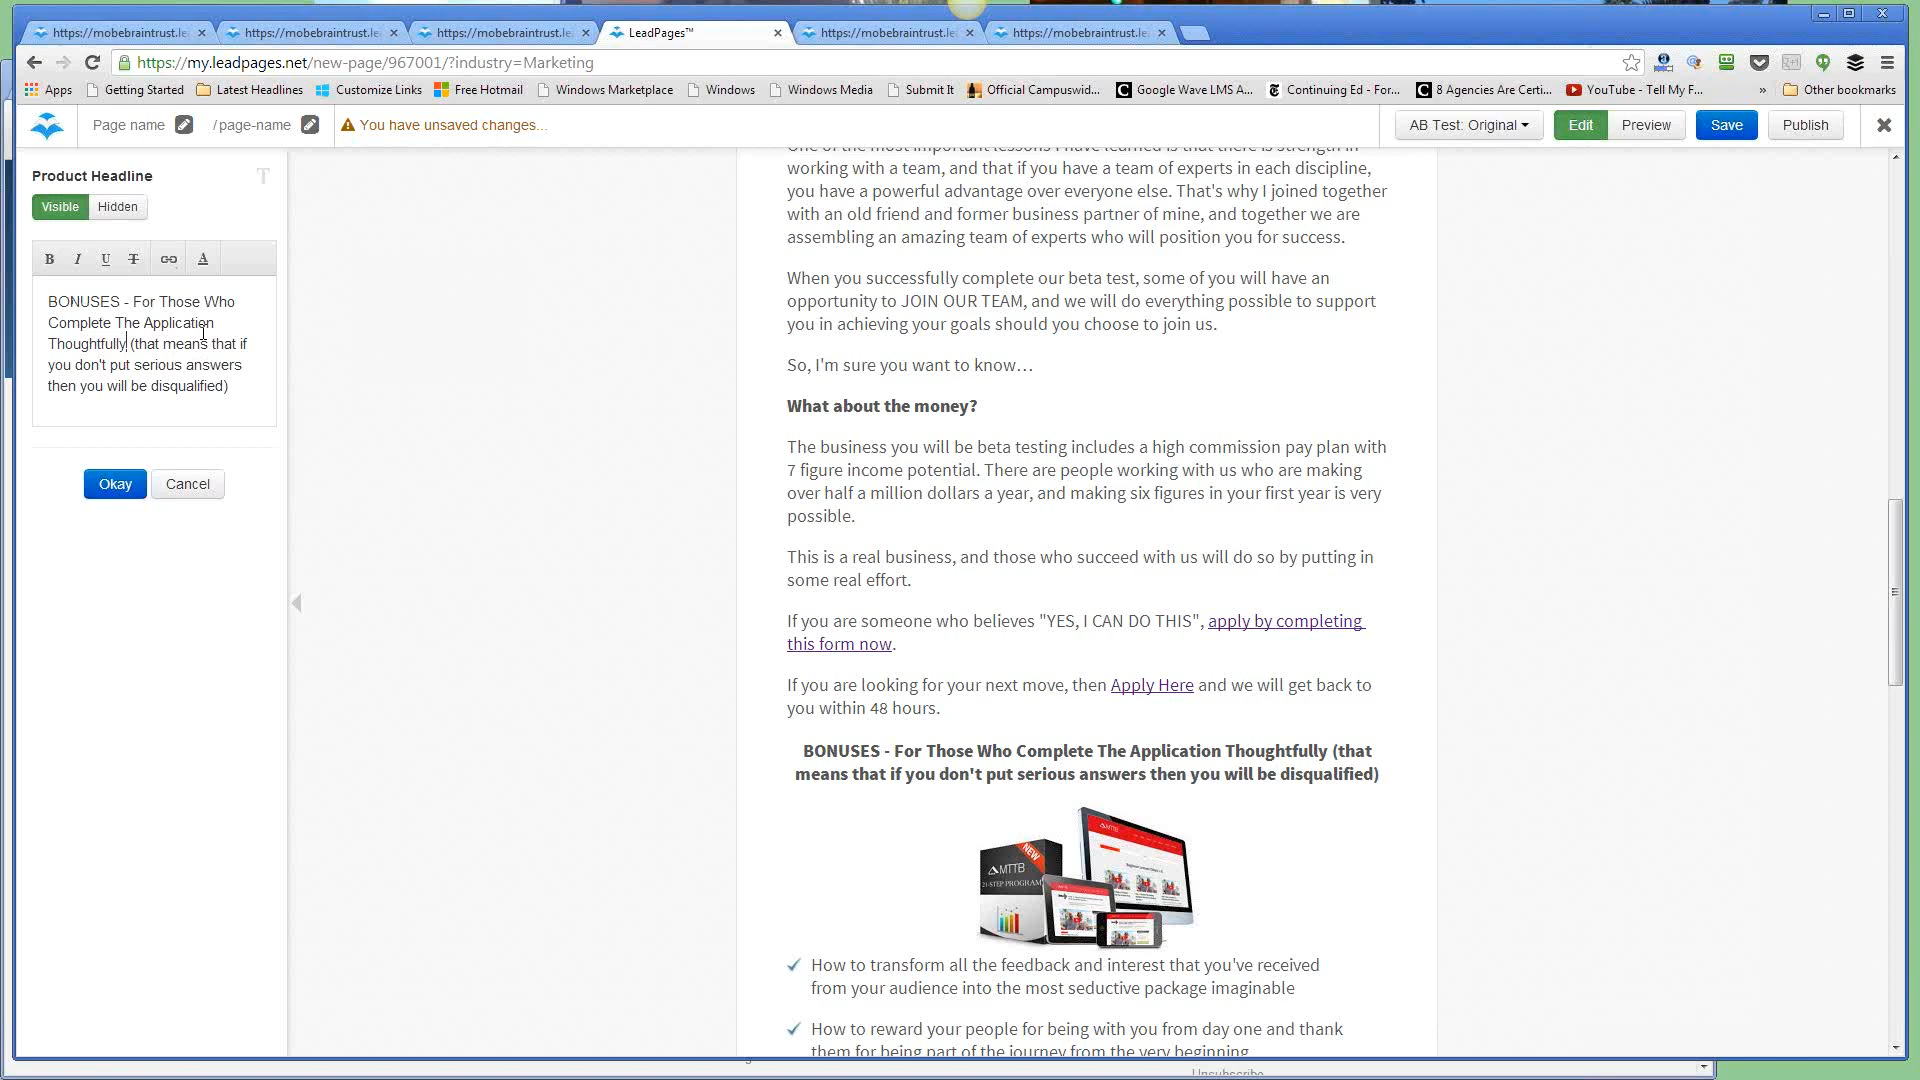 https://mobebraintrust.le
https://mobebraintrust.le
https://mobebraintrust.le
LeadPages™
https://mobebraintrust.le
https://mobebraintrust.le
https://my.leadpages.net/new-page/967001/?industry=Marketing
Apps
Getting Started
Latest Headlines
Customize Links
Free Hotmail
Windows Marketplace
Windows
Windows Media
Submit It
Official Campuswid...
Google Wave LMS A...
Continuing Ed - For...
8 Agencies Are Certi...
YouTube - Tell My F...
»
Other bookmarks
Page name
/page-name
You have unsaved changes...
AB Test: Original
Edit
Preview
Save
Publish
Product Headline
T
Visible
Hidden
B I U T A
BONUSES - For Those Who
Complete The Application
Thoughtfully (that means that if
you don't put serious answers
then you will be disqualified)
Okay
Cancel
One of the most important lessons I have learned is that there is strength in
working with a team, and that if you have a team of experts in each discipline,
you have a powerful advantage over everyone else. That's why I joined together
with an old friend and former business partner of mine, and together we are
assembling an amazing team of experts who will position you for success.
When you successfully complete our beta test, some of you will have an
opportunity to JOIN OUR TEAM, and we will do everything possible to support
you in achieving your goals should you choose to join us.
So, I'm sure you want to know…
What about the money?
The business you will be beta testing includes a high commission pay plan with
7 figure income potential. There are people working with us who are making
over half a million dollars a year, and making six figures in your first year is very
possible.
This is a real business, and those who succeed with us will do so by putting in
some real effort.
If you are someone who believes "YES, I CAN DO THIS", apply by completing
this form now.
If you are looking for your next move, then Apply Here and we will get back to
you within 48 hours.
BONUSES - For Those Who Complete The Application Thoughtfully (that
means that if you don't put serious answers then you will be disqualified)
NEW
MTTB
21-STEP PROGRAM
How to transform all the feedback and interest that you've received
from your audience into the most seductive package imaginable
How to reward your people for being with you from day one and thank
them for being part of the journey from the very beginning
Unsubscribe